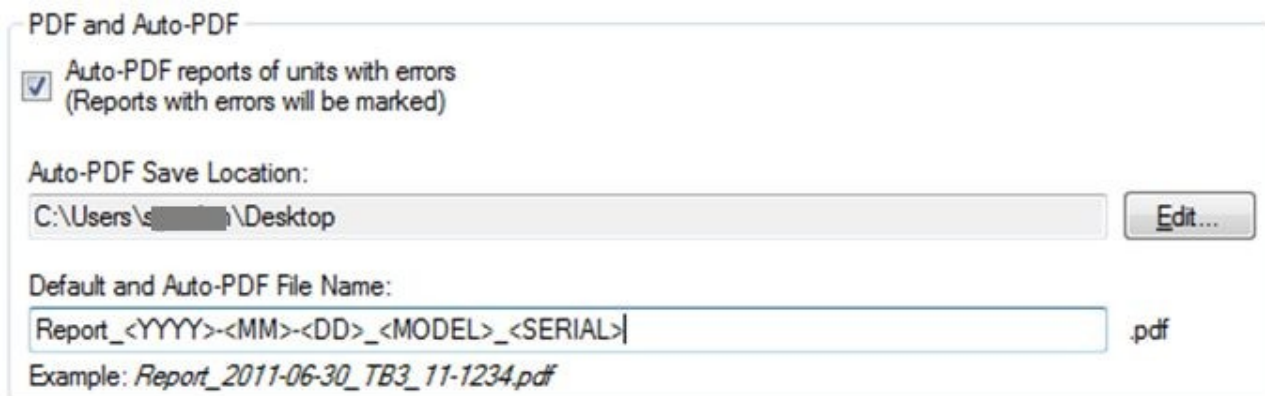 PDF and Auto-PDF
Auto-PDF reports of units with errors
(Reports with errors will be marked)
Auto-PDF Save Location:
C:\Users\s n\Desktop
Edit...
Default and Auto-PDF File Name:
Report_<YYYY>-<MM>-<DD>_<MODEL>_<SERIAL> .pdf
Example: Report_2011-06-30_TB3_11-1234.pdf